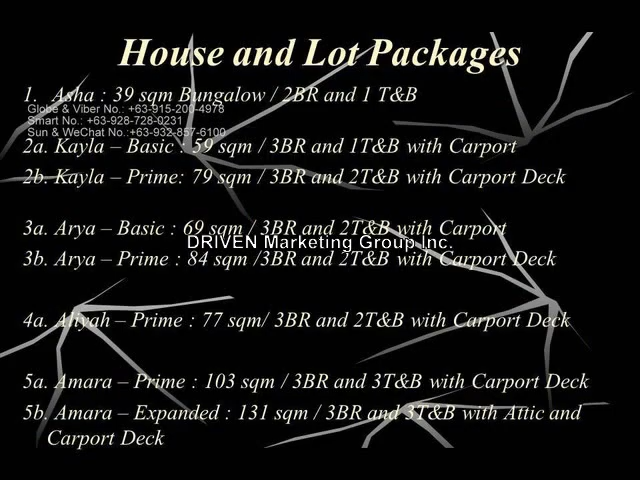 House and Lot Packages
1. Asha : 39 sqm Bungalow / 2BR and 1 T&B
Globe & Viber No.: +63-915-200-4978
Smart No.: +63-928-728-0231
Sun & WeChat No.:+63-932-857-6100
2a. Kayla – Basic : 59 sqm / 3BR and 1T&B with Carport
2b. Kayla – Prime: 79 sqm / 3BR and 2T&B with Carport Deck
3a. Arya – Basic : 69 sqm / 3BR and 2T&B with Carport
DRIVEN Marketing Group Inc.
3b. Arya – Prime : 84 sqm /3BR and 2T&B with Carport Deck
4a. Aliyah – Prime : 77 sqm/ 3BR and 2T&B with Carport Deck
5a. Amara – Prime : 103 sqm / 3BR and 3T&B with Carport Deck
5b. Amara – Expanded : 131 sqm / 3BR and 3T&B with Attic and
Carport Deck